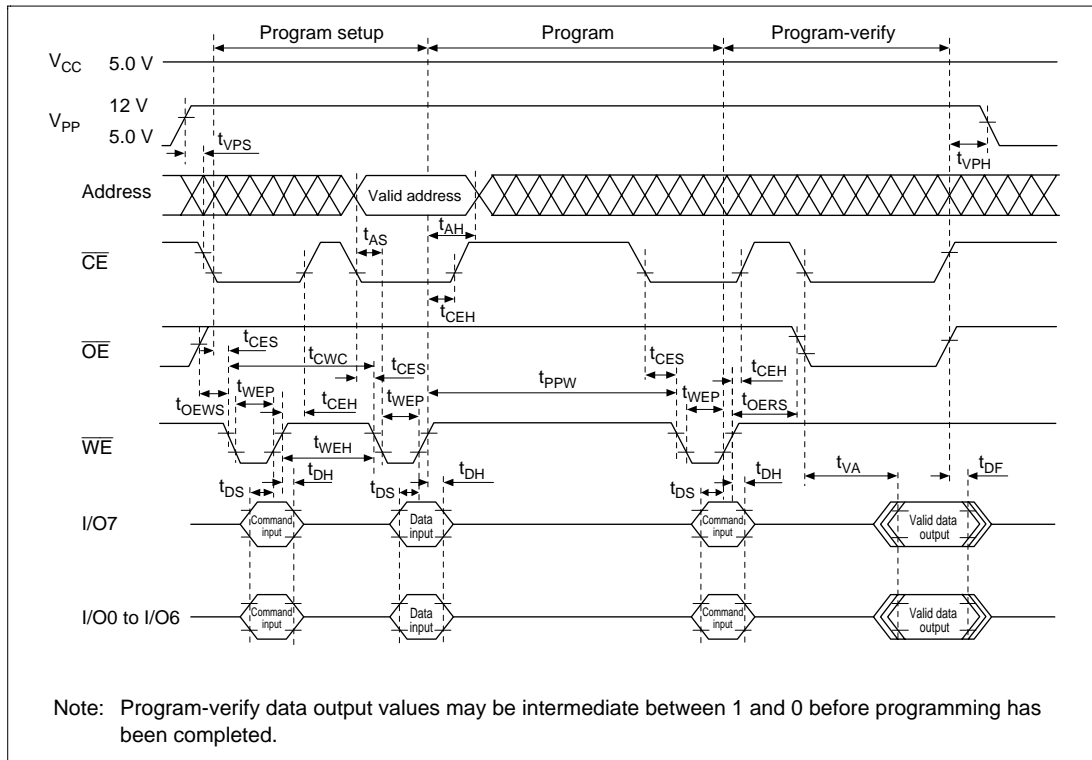 Program setup Program Program-verify
VCC 5.0 V
12 V
VPP
5.0 V
tVPS
tVPH
Address Valid address
tAH
tAS
CE
tCEH
OE
tCES tCWC tCES tCES tCEH
tWEP tWEP tPPW tWEP
tOEWS tCEH tOERS
WE
tWEH
tDH tDH tDH tVA tDF
tDS tDS tDS
I/O7 Command input Data input Command input Valid data output
I/O0 to I/O6 Command input Data input Command input Valid data output
Note: Program-verify data output values may be intermediate between 1 and 0 before programming has
been completed.